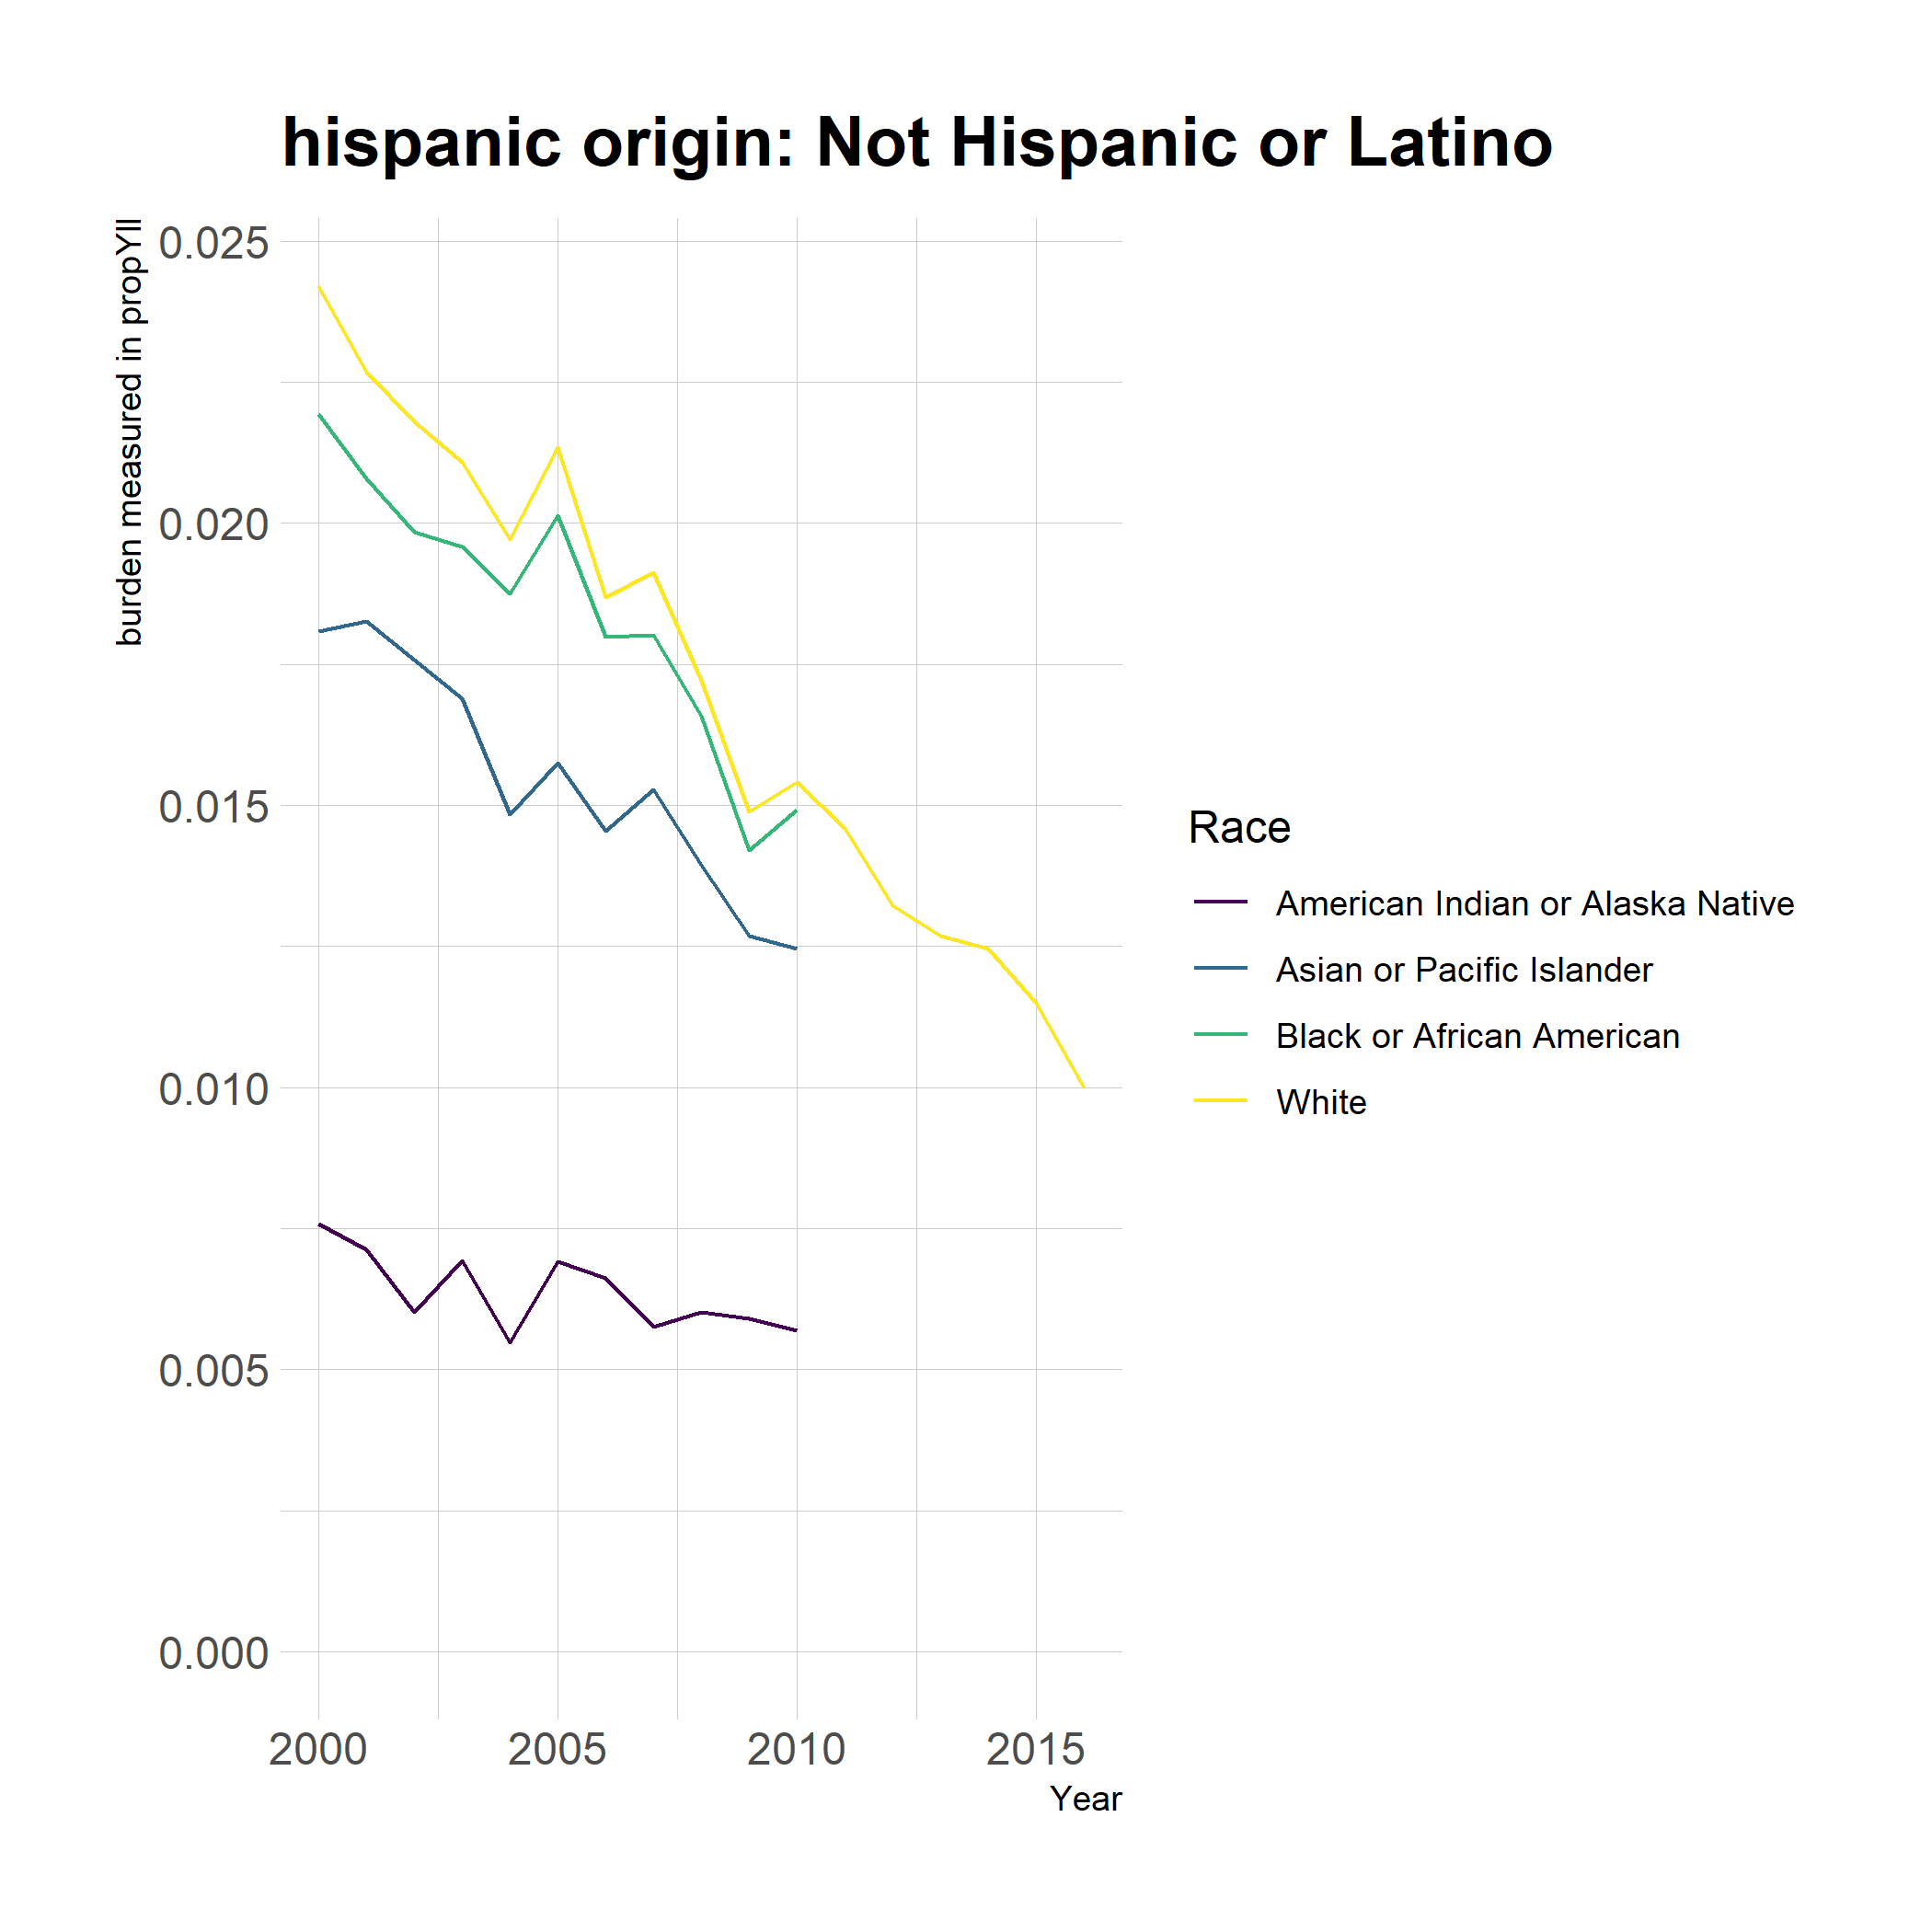 hispanic origin: Not Hispanic or Latino
burden measured in propYll
0.025
0.020
0.015
0.010
0.005
0.000
2000 2005 2010 2015
Year
Race
American Indian or Alaska Native
Asian or Pacific Islander
Black or African American
White